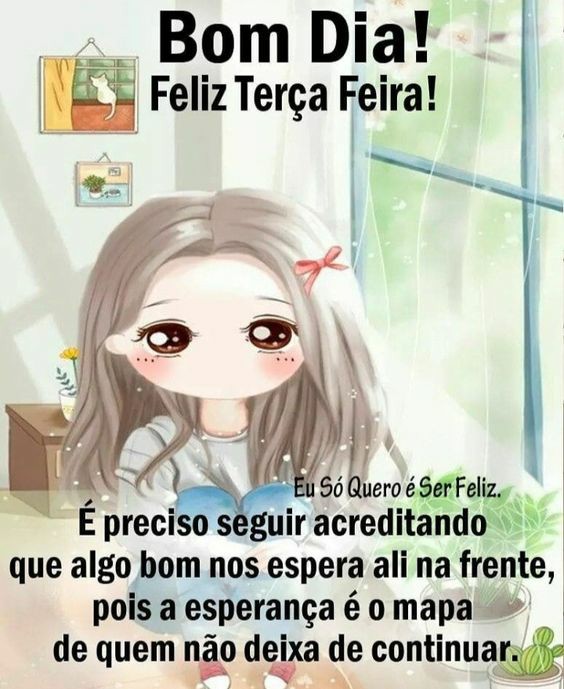 Bom Dia!
Feliz Terça Feira!
Eu Só Quero é Ser Feliz.
É preciso seguir acreditando
que algo bom nos espera ali na frente,
pois a esperança é o mapa
de quem não deixa de continuar.